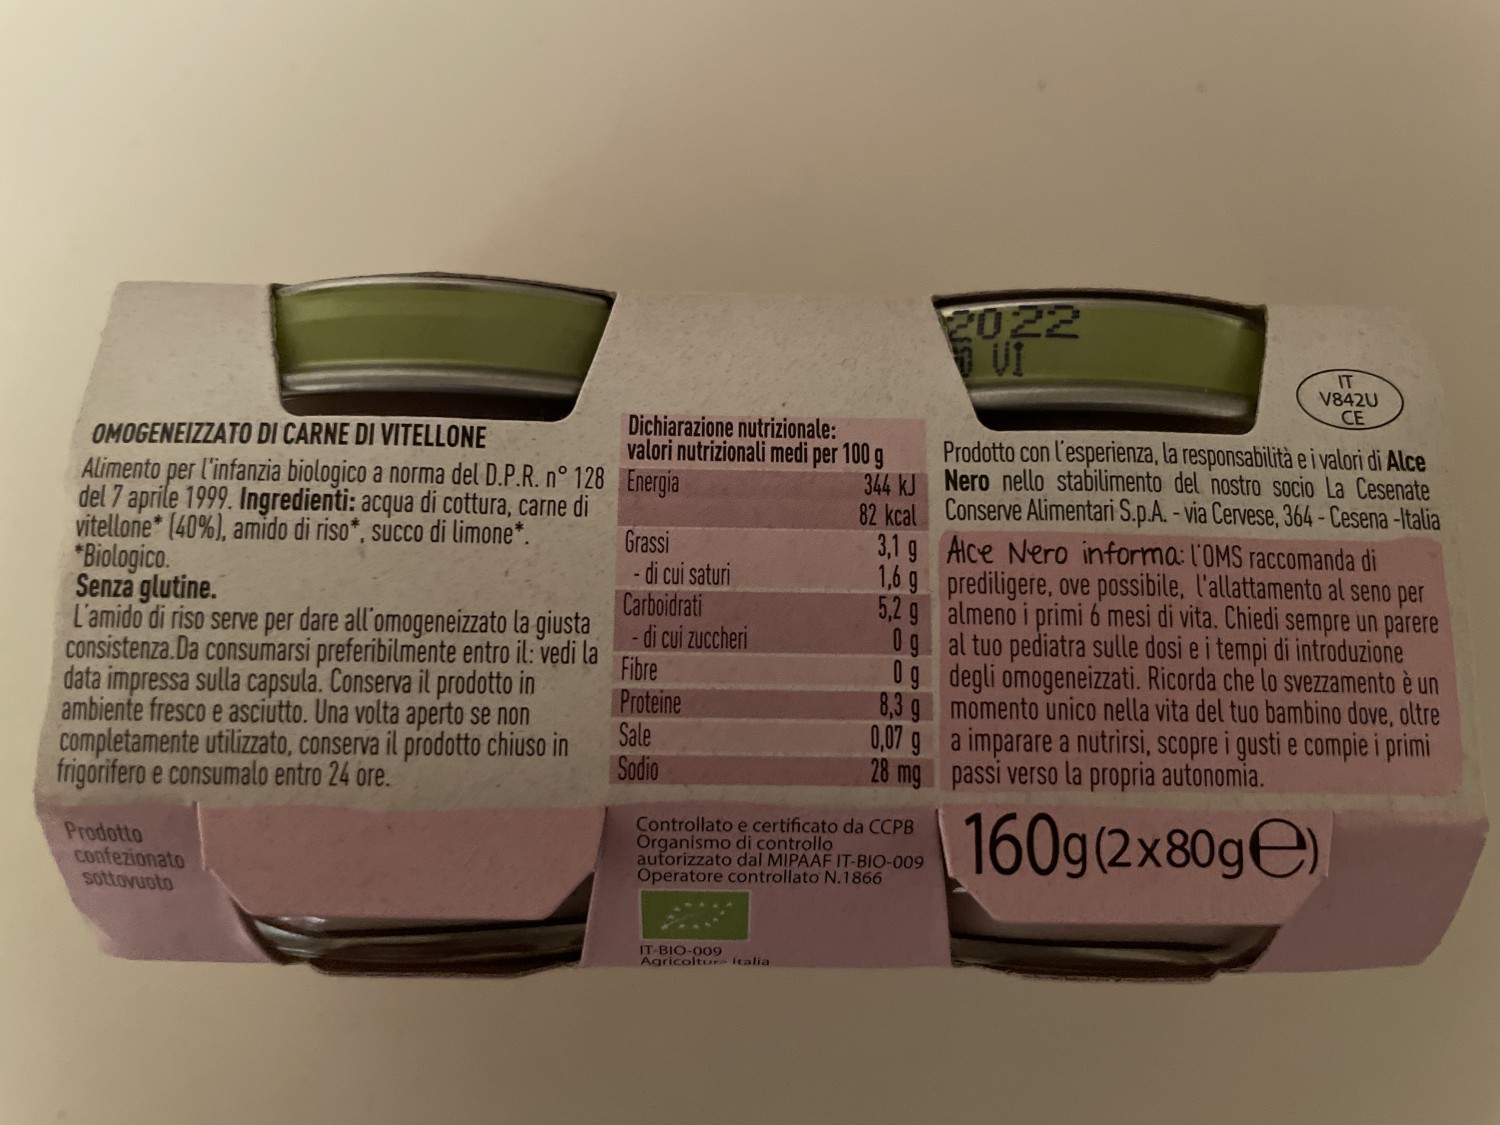 2022
VI
IT
V842U
CE
OMOGENEIZZATO DI CARNE DI VITELLONE
Alimento per l'infanzia biologico a norma del D.P.R. n° 128
del 7 aprile 1999. Ingredienti: acqua di cottura, carne di
vitellone* (40%), amido di riso*, succo di limone*.
*Biologico.
Senza glutine.
L'amido di riso serve per dare all'omogeneizzato la giusta
consistenza.Da consumarsi preferibilmente entro il: vedi la
data impressa sulla capsula. Conserva il prodotto in
ambiente fresco e asciutto. Una volta aperto se non
completamente utilizzato, conserva il prodotto chiuso in
frigorifero e consumalo entro 24 ore.
Prodotto
confezionato
sottovuoto
Dichiarazione nutrizionale:
valori nutrizionali medi per 100 g
Energia 344 kJ
82 kcal
Grassi 3,1 g
- di cui saturi 1,6 g
Carboidrati 5,2 g
- di cui zuccheri 0 g
Fibre 0 g
Proteine 8,3 g
Sale 0,07 g
Sodio 28 mg
Controllato e certificato da CCPB
Organismo di controllo
autorizzato dal MIPAAF IT-BIO-009
Operatore controllato N.1866
IT-BIO-009
Agricoltura Italia
Prodotto con l'esperienza, la responsabilità e i valori di Alce
Nero nello stabilimento del nostro socio La Cesenate
Conserve Alimentari S.p.A. - via Cervese, 364 - Cesena -Italia
Alce Nero informa: l'OMS raccomanda di
prediligere, ove possibile, l'allattamento al seno per
almeno i primi 6 mesi di vita. Chiedi sempre un parere
al tuo pediatra sulle dosi e i tempi di introduzione
degli omogeneizzati. Ricorda che lo svezzamento è un
momento unico nella vita del tuo bambino dove, oltre
a imparare a nutrirsi, scopre i gusti e compie i primi
passi verso la propria autonomia.
160g(2x80g℮)